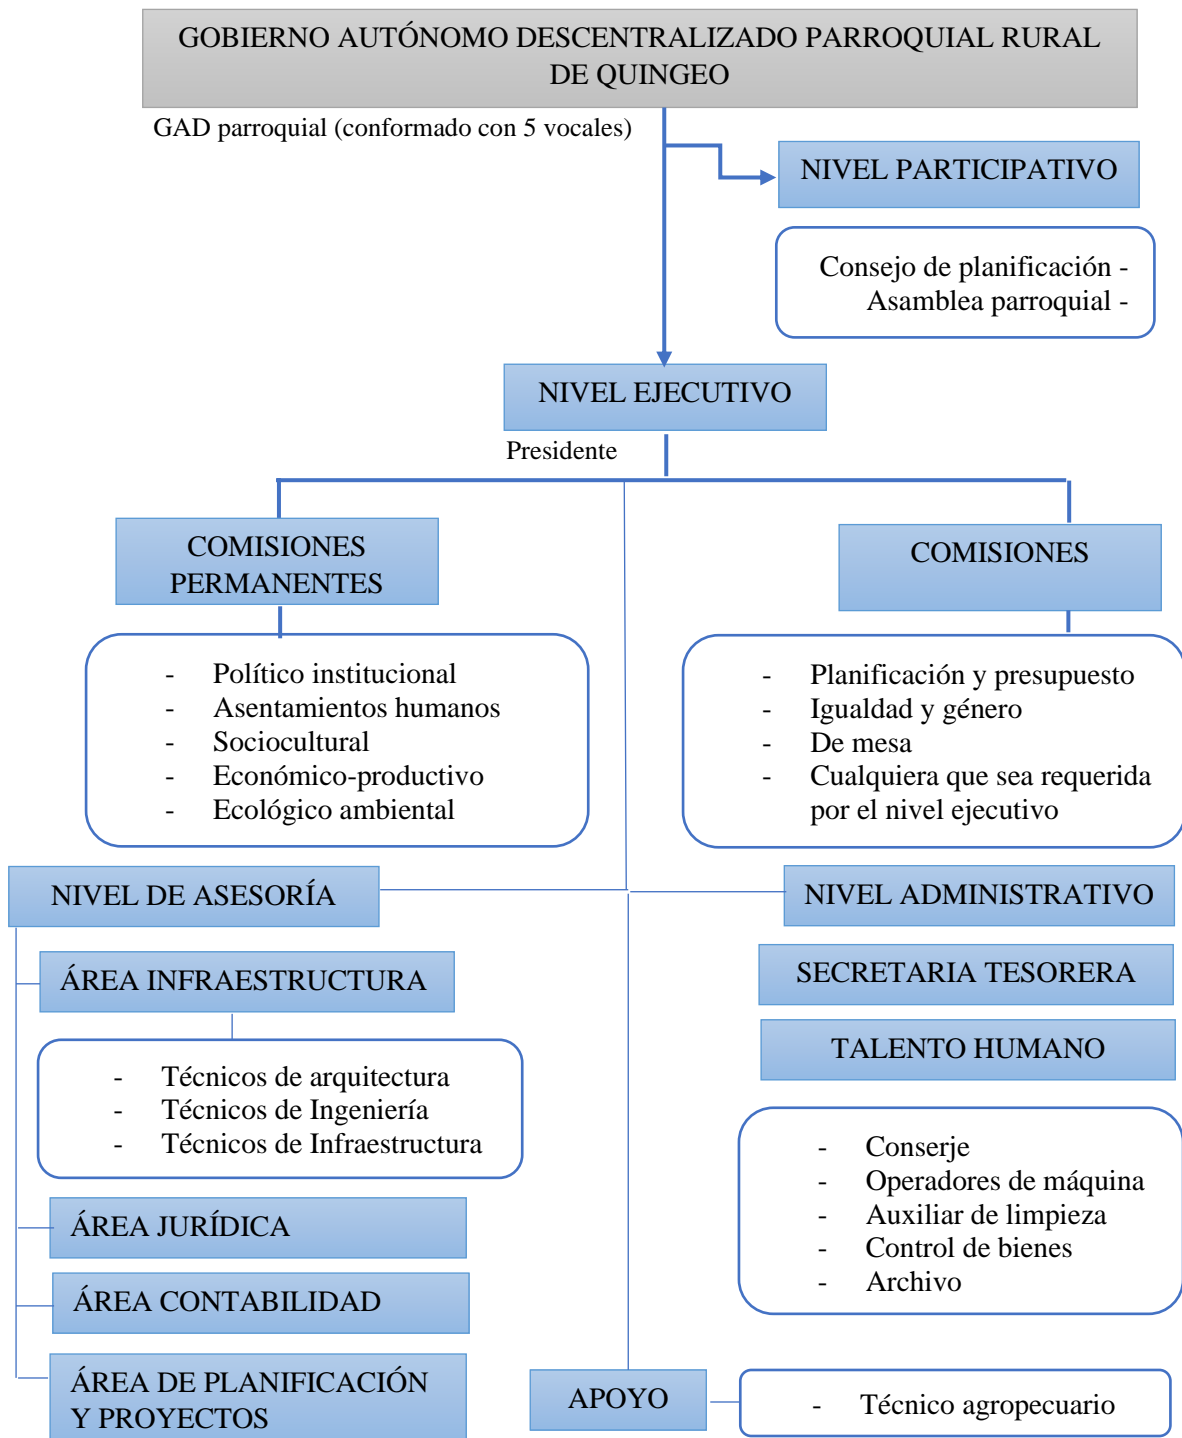 GOBIERNO AUTÓNOMO DESCENTRALIZADO PARROQUIAL RURAL
DE QUINGEO
GAD parroquial (conformado con 5 vocales)
NIVEL PARTICIPATIVO
Consejo de planificación -
Asamblea parroquial -
NIVEL EJECUTIVO
Presidente
COMISIONES
PERMANENTES
- Político institucional
- Asentamientos humanos
- Sociocultural
- Económico-productivo
- Ecológico ambiental
COMISIONES
- Planificación y presupuesto
- Igualdad y género
- De mesa
- Cualquiera que sea requerida
por el nivel ejecutivo
NIVEL DE ASESORÍA
ÁREA INFRAESTRUCTURA
- Técnicos de arquitectura
- Técnicos de Ingeniería
- Técnicos de Infraestructura
ÁREA JURÍDICA
ÁREA CONTABILIDAD
ÁREA DE PLANIFICACIÓN
Y PROYECTOS
NIVEL ADMINISTRATIVO
SECRETARIA TESORERA
TALENTO HUMANO
- Conserje
- Operadores de máquina
- Auxiliar de limpieza
- Control de bienes
- Archivo
APOYO
- Técnico agropecuario